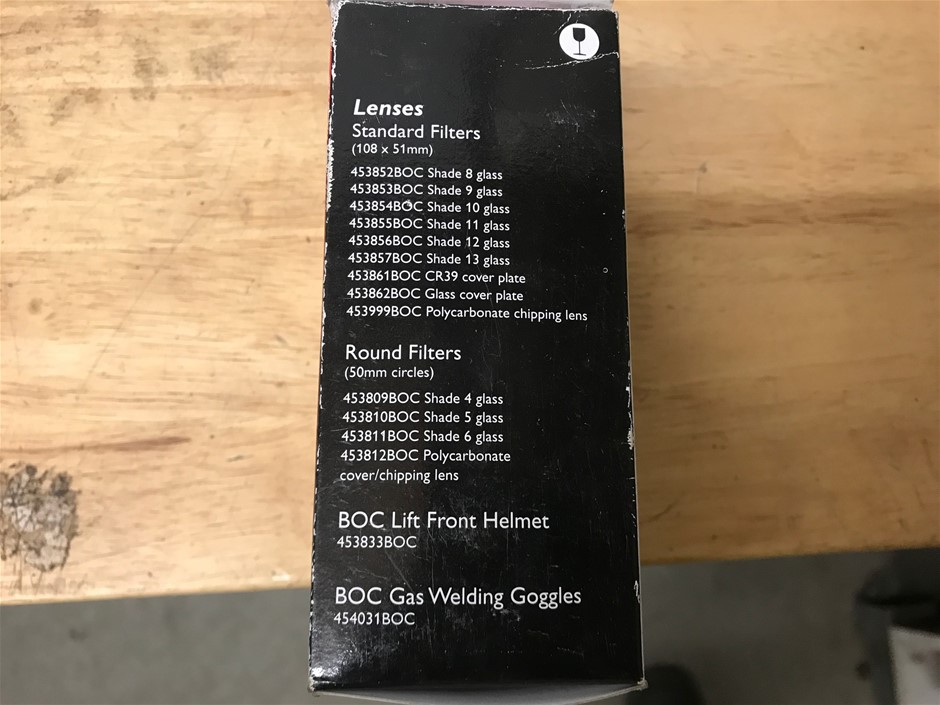 Lenses
Standard Filters
(108 x 51mm)
453852BOC Shade 8 glass
453853BOC Shade 9 glass
453854BOC Shade 10 glass
453855BOC Shade 11 glass
453856BOC Shade 12 glass
453857BOC Shade 13 glass
453861BOC CR39 cover plate
453862BOC Glass cover plate
453999BOC Polycarbonate chipping lens
Round Filters
(50mm circles)
453809BOC Shade 4 glass
453810BOC Shade 5 glass
453811BOC Shade 6 glass
453812BOC Polycarbonate
cover/chipping lens
BOC Lift Front Helmet
453833BOC
BOC Gas Welding Goggles
454031BOC